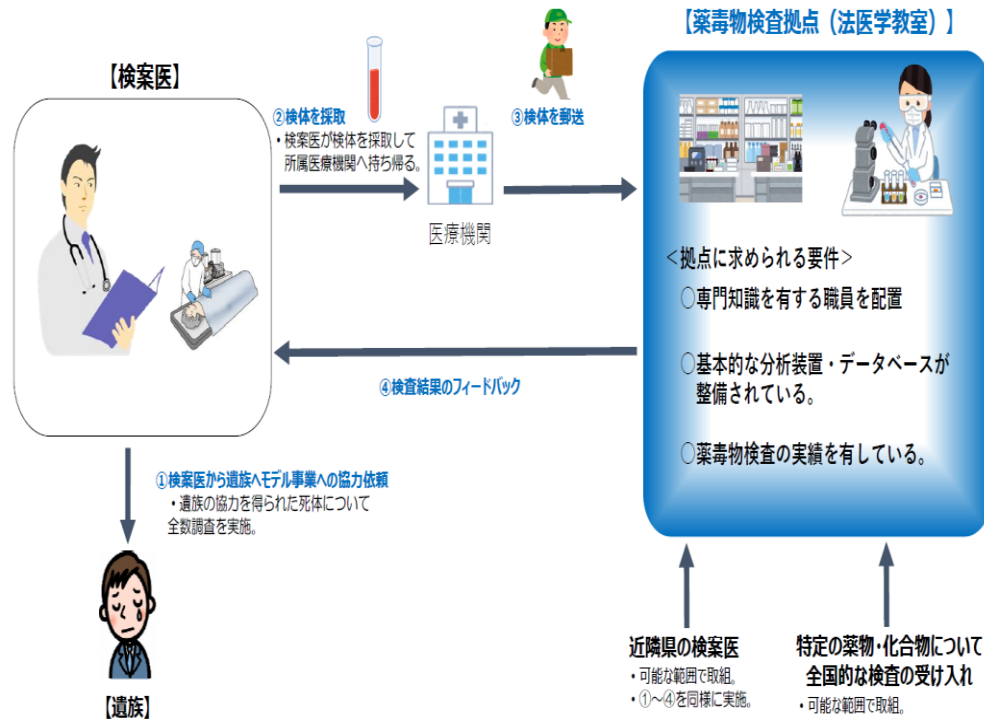 【検案医】
②検体を採取
・検案医が検体を採取して
所属医療機関へ持ち帰る。
医療機関
③検体を郵送
【薬毒物検査拠点（法医学教室）】
＜拠点に求められる要件＞
○専門知識を有する職員を配置
○基本的な分析装置・データベースが
整備されている。
○薬毒物検査の実績を有している。
④検査結果のフィードバック
①検案医から遺族へモデル事業への協力依頼
・遺族の協力を得られた死体について
全数調査を実施。
【遺族】
近隣県の検案医
・可能な範囲で取組。
・①～④を同様に実施。
特定の薬物・化合物について
全国的な検査の受け入れ
・可能な範囲で取組。